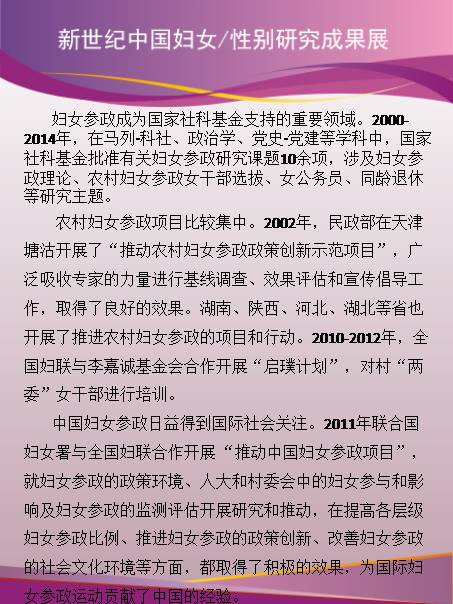 新世纪中国妇女/性别研究成果展
妇女参政成为国家社科基金支持的重要领域。2000-
2014年，在马列-科社、政治学、党史-党建等学科中，国家
社科基金批准有关妇女参政研究课题10余项，涉及妇女参
政理论、农村妇女参政女干部选拔、女公务员、同龄退休
等研究主题。
农村妇女参政项目比较集中。2002年，民政部在天津
塘沽开展了“推动农村妇女参政政策创新示范项目”，广
泛吸收专家的力量进行基线调查、效果评估和宣传倡导工
作，取得了良好的效果。湖南、陕西、河北、湖北等省也
开展了推进农村妇女参政的项目和行动。2010-2012年，全
国妇联与李嘉诚基金会合作开展“启璞计划”，对村“两
委”女干部进行培训。
中国妇女参政日益得到国际社会关注。2011年联合国
妇女署与全国妇联合作开展“推动中国妇女参政项目”，
就妇女参政的政策环境、人大和村委会中的妇女参与和影
响及妇女参政的监测评估开展研究和推动，在提高各层级
妇女参政比例、推进妇女参政的政策创新、改善妇女参政
的社会文化环境等方面，都取得了积极的效果，为国际妇
女参政运动贡献了中国的经验。